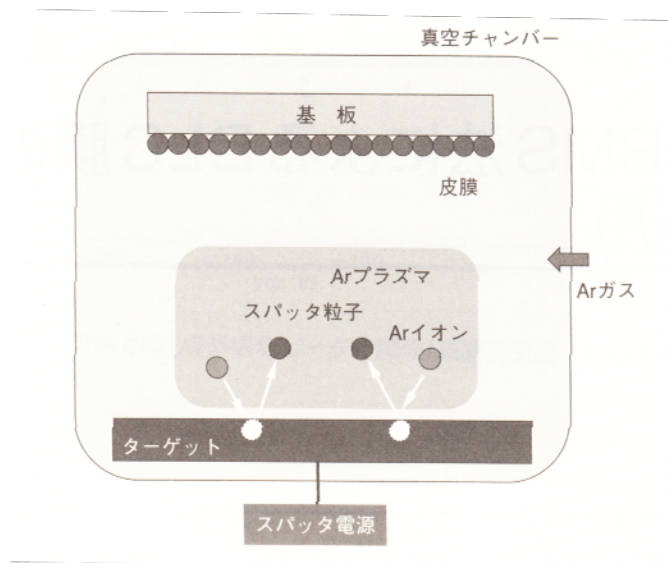 真空チャンバー
基 板
皮膜
Arプラズマ
Arガス
スパッタ粒子
Arイオン
ターゲット
スパッタ電源